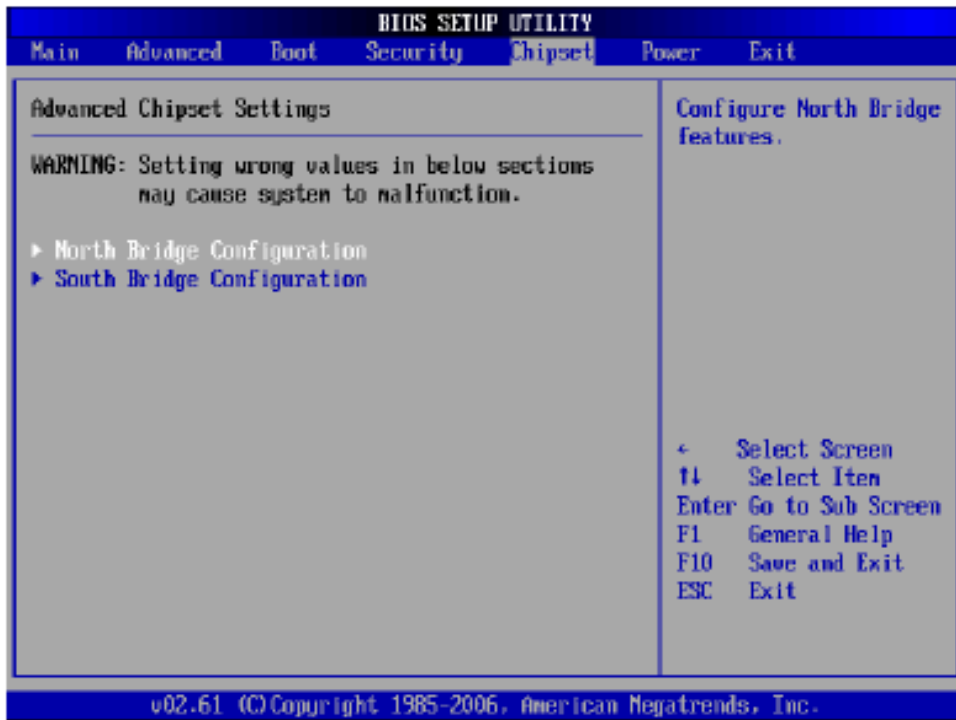 BIOS SETUP UTILITY
Main Advanced Boot Security Chipset Power Exit
Advanced Chipset Settings
WARNING: Setting wrong values in below sections
may cause system to malfunction.
▶ North Bridge Configuration
▶ South Bridge Configuration
Configure North Bridge
features.
← Select Screen
↑↓ Select Item
Enter Go to Sub Screen
F1 General Help
F10 Save and Exit
ESC Exit
v02.61 (C)Copyright 1985-2006, American Megatrends, Inc.